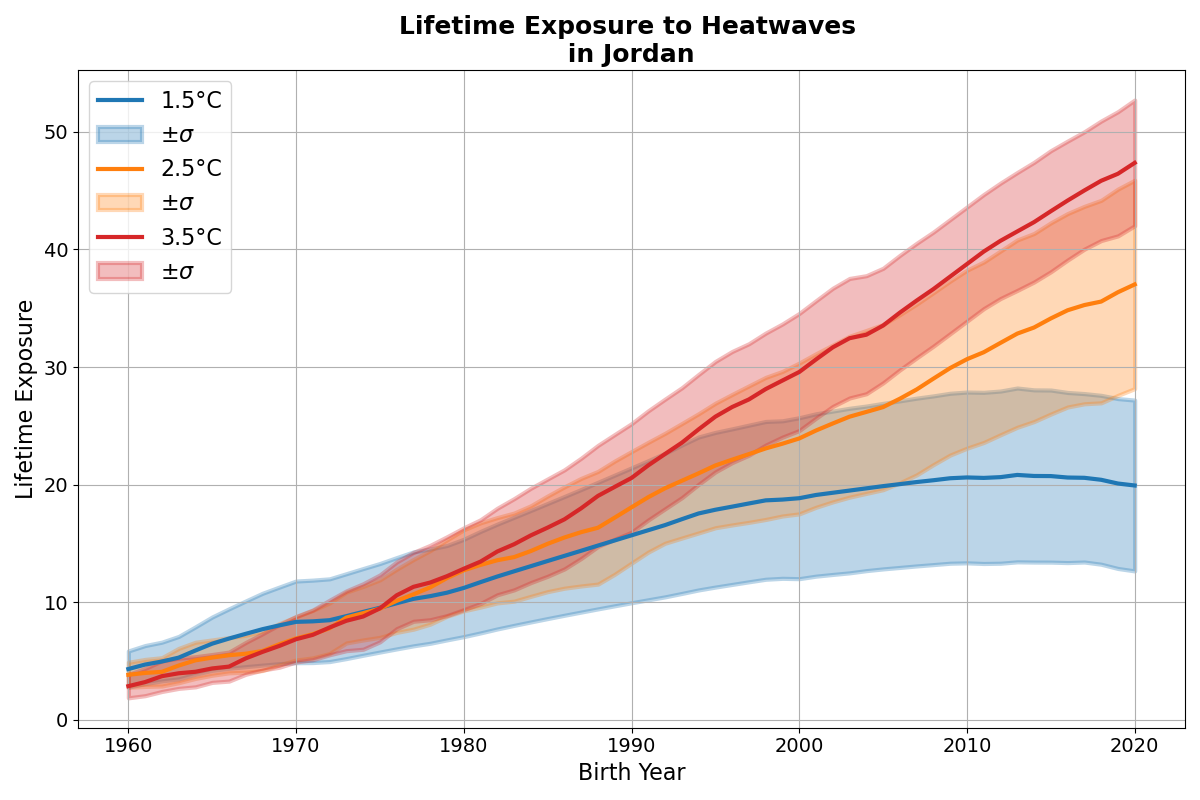 Lifetime Exposure to Heatwaves
in Jordan
1.5°C
±σ
2.5°C
±σ
3.5°C
±σ
Lifetime Exposure
50
40
30
20
10
0
1960
1970
1980
1990
2000
2010
2020
Birth Year